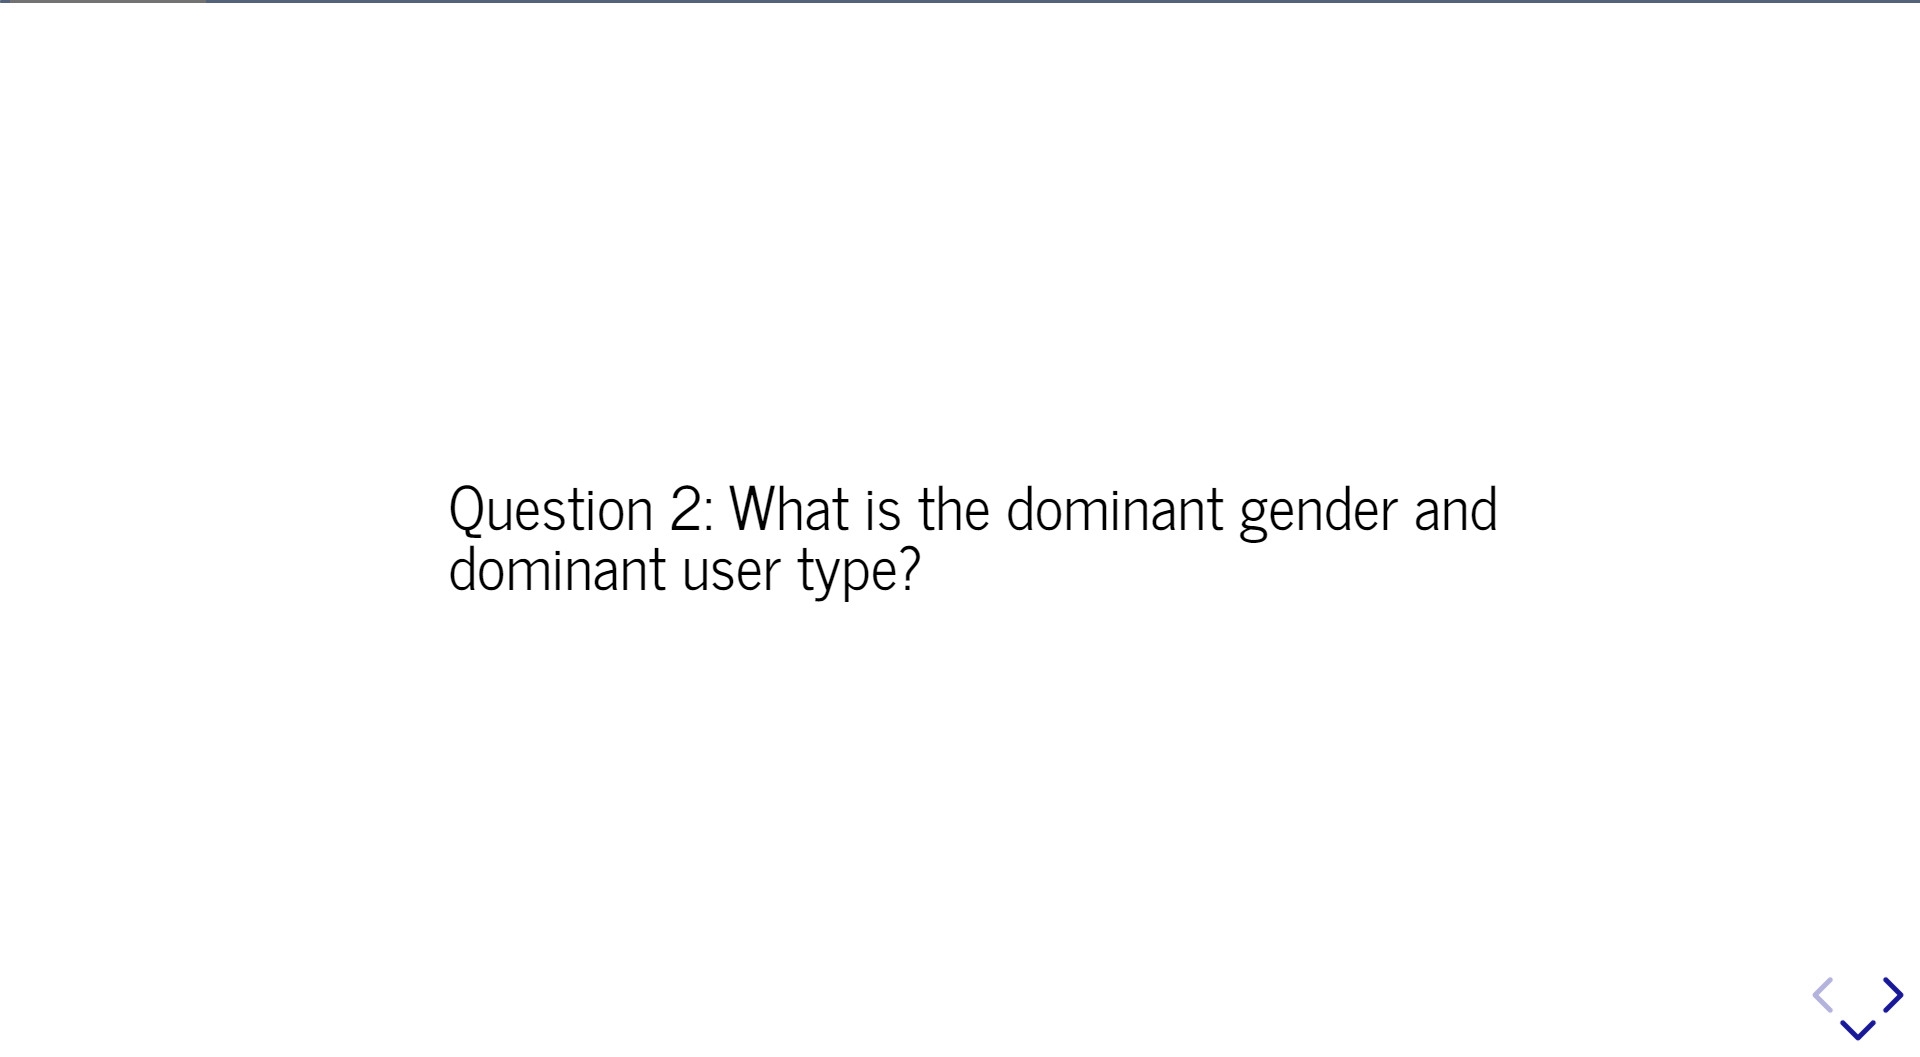 Question 2: What is the dominant gender and
dominant user type?